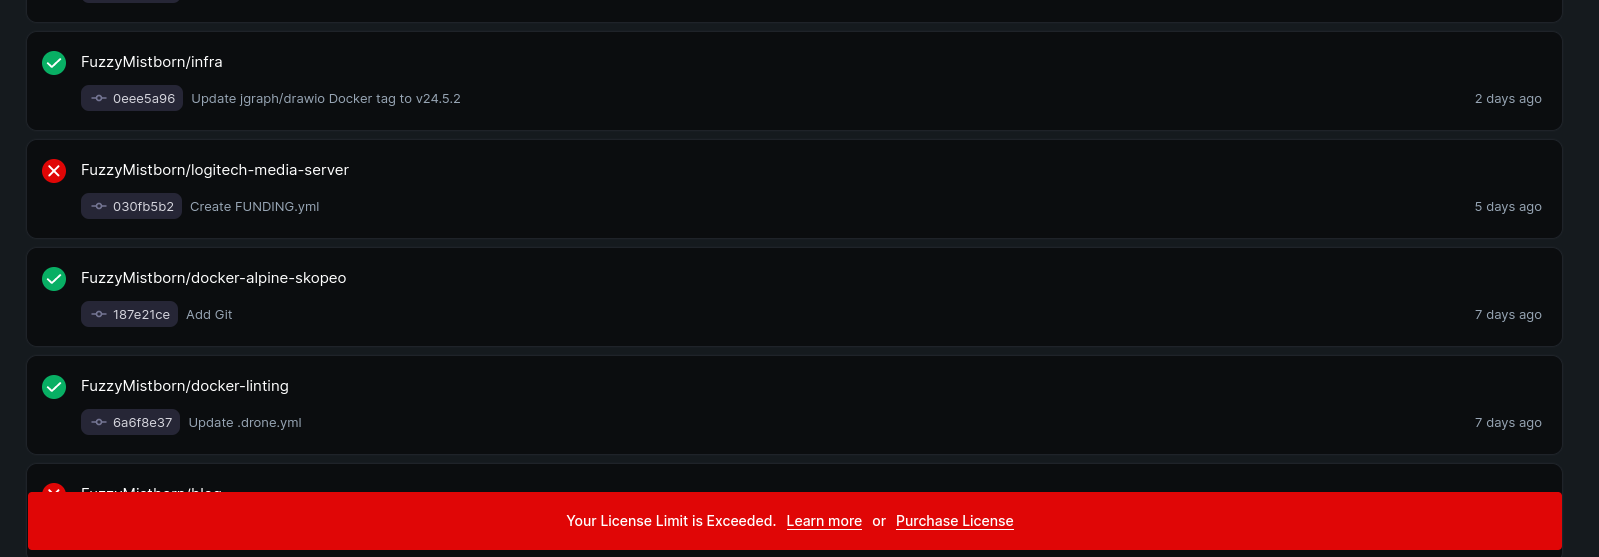 FuzzyMistborn/infra
0eee5a96 Update jgraph/drawio Docker tag to v24.5.2 2 days ago
FuzzyMistborn/logitech-media-server
030fb5b2 Create FUNDING.yml 5 days ago
FuzzyMistborn/docker-alpine-skopeo
187e21ce Add Git 7 days ago
FuzzyMistborn/docker-linting
6a6f8e37 Update .drone.yml 7 days ago
FuzzyMistborn/blog
Your License Limit is Exceeded. Learn more or Purchase License